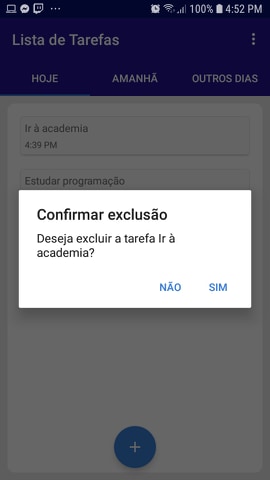 100% 4:52 PM
Lista de Tarefas
HOJE AMANHÃ OUTROS DIAS
Ir à academia
4:39 PM
Estudar programação
Confirmar exclusão
Deseja excluir a tarefa Ir à
academia?
NÃO SIM